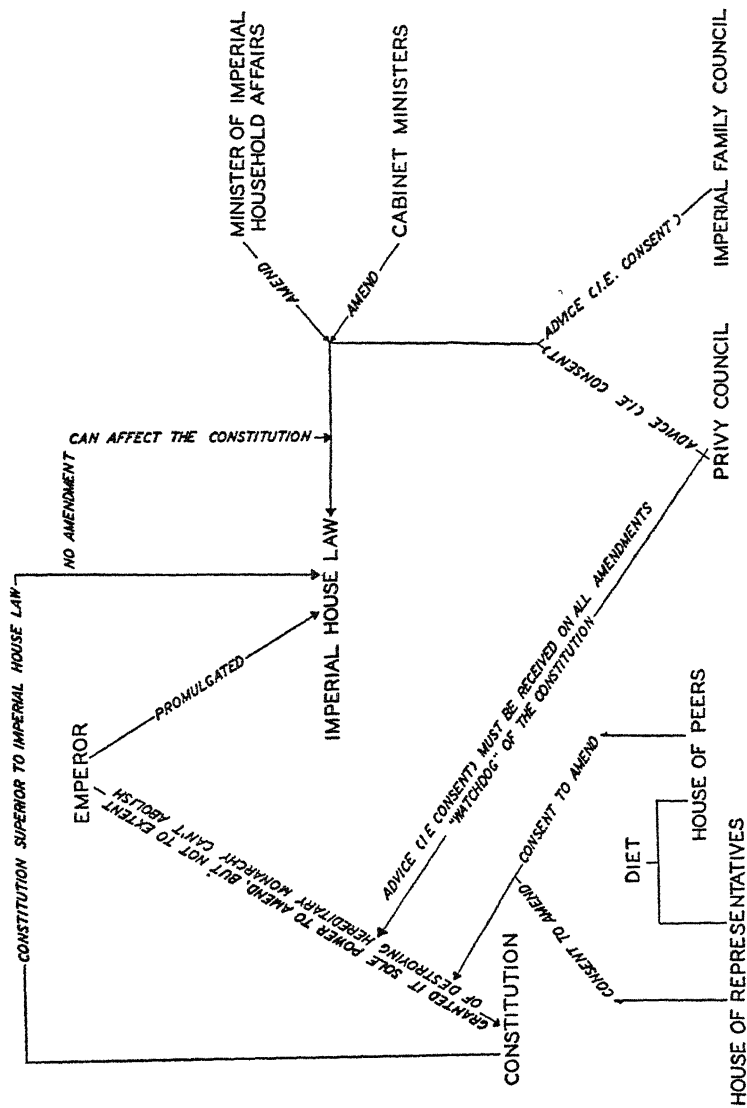 CONSTITUTION SUPERIOR TO IMPERIAL HOUSE LAW
NO AMENDMENT
EMPEROR
PROMULGATED
CAN AFFECT THE CONSTITUTION
MINISTER OF IMPERIAL
HOUSEHOLD AFFAIRS
AMEND
AMEND
CABINET MINISTERS
IMPERIAL HOUSE LAW
GRANTED IT SOLE POWER TO AMEND, BUT NOT TO EXTENT
OF DESTROYING HEREDITARY MONARCHY CAN'T ABOLISH
ADVICE (I E CONSENT) MUST BE RECEIVED ON ALL AMENDMENTS
"WATCHDOG" OF THE CONSTITUTION
ADVICE (I.E. CONSENT)
ADVICE (I.E. CONSENT)
CONSTITUTION
CONSENT TO AMEND
CONSENT TO AMEND
DIET
HOUSE OF REPRESENTATIVES
HOUSE OF PEERS
PRIVY COUNCIL
IMPERIAL FAMILY COUNCIL